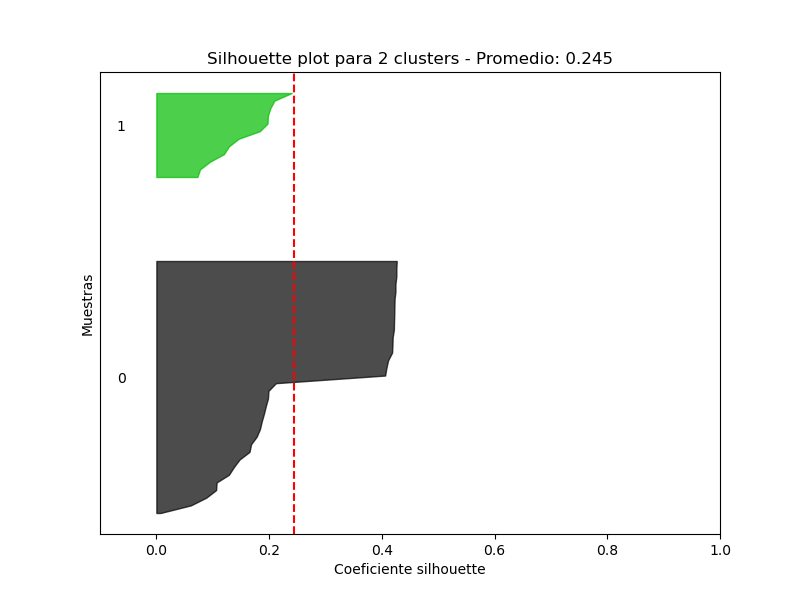 Silhouette plot para 2 clusters - Promedio: 0.245
1
0
Muestras
0.0 0.2 0.4 0.6 0.8 1.0
Coeficiente silhouette